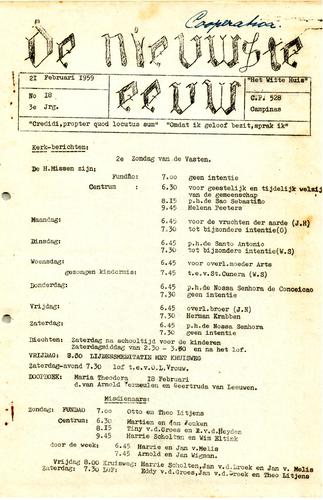 Cooperativa.
de nieuwste eeuw
21 Februari 1959
No 18
3e Jrg.
"Het Witte Huis"
C.P. 528
Campinas
"Credidi,propter quod locutus sum" "Omdat ik geloof bezit,sprak ik"
Kerk-berichten:
2e Zondag van de Vasten.
De H.Missen zijn:
Fundão: 7.00 geen intentie
Centrum : 6.30 voor geestelijk en tijdelijk welzijn
van de gemeenschap
8.15 p.h.de Sao Sebastião
9.45 Helena Peeters
Maandag: 6.45 voor de vruchten der aarde (J.H)
7.30 tot bijzondere intentie(O)
Dinsdag: 6.45 p.h.de Santo Antonio
7.30 tot bijzondere intentie(W.S)
Woensdag 6.45 voor overl.moeder Arts
gezongen kindermis: 7.45 t.e.v.St.Cunera (W.S)
Donderdag: 6.45 p.h.de Nossa Senhora de Conceicao
7.30 geen intentie
Vrijdag: 6.45 overl.broer (J.N)
7.30 Herman Krabben
Zaterdag: 6.45 p.h.de Nossa Senhora
7.30 geen intentie
Biechten: Zaterdag na schooltijd voor de kinderen
Zaterdagmiddag van 2.30 - 3.30 en na het lof.
VRIJDAG: 8.00 LIJDENSMEDITATIE MET KRUISWEG
Zaterdag-avond 7.30 lof t.e.O.L.Vrouw.
DOOPBOEK: Maria Theodora 18 Februari
d.van Arnold Vermeulen en Geertruda van Leeuwen.
Misdienaars:
Zondag: FUNDAO 7.00 Otto en Theo Litjens
Centrum: 6.30 Martien en Jan Jeuken
8.15 Tiny v.d.Groes en R.v.d.Heyden
9.45 Harrie Scholten en Wim Eltink
door de week: 6.45 Harrie en Jan v.Melis
7.45 Arnold en Jan Wigman.
Vrijdag 8.00 Kruisweg: Harrie Scholten,Jan v.d.Broek en Jan v. Melis
Zaterdag: 7.30 LOF: Eddy v.d.Groes,Jan v.d.Broek en Theo Litjens